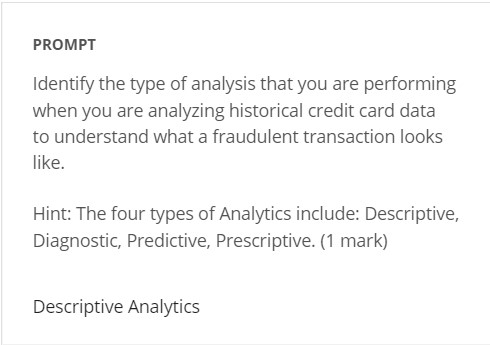 PROMPT
Identify the type of analysis that you are performing
when you are analyzing historical credit card data
to understand what a fraudulent transaction looks
like.
Hint: The four types of Analytics include: Descriptive,
Diagnostic, Predictive, Prescriptive. (1 mark)
Descriptive Analytics